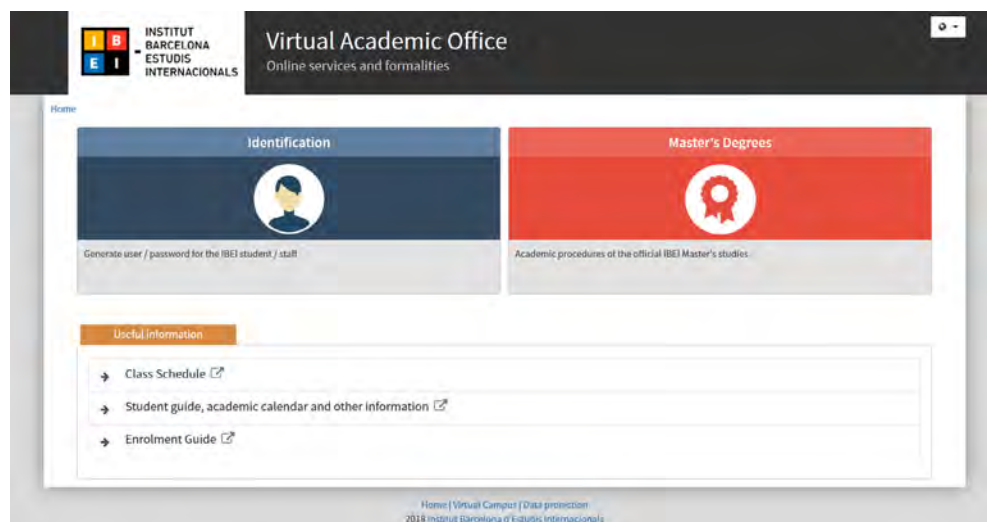 I B
E I
INSTITUT
BARCELONA
ESTUDIS
INTERNACIONALS
Virtual Academic Office
Online services and formalities
Home
Identification
Generate user / password for the IBEI student / staff
Master's Degrees
Academic procedures of the official IBEI Master's studies
Useful information
Class Schedule
Student guide, academic calendar and other information
Enrolment Guide
Home | Virtual Campus | Data protection
2018 Institut Barcelona d'Estudis Internacionals